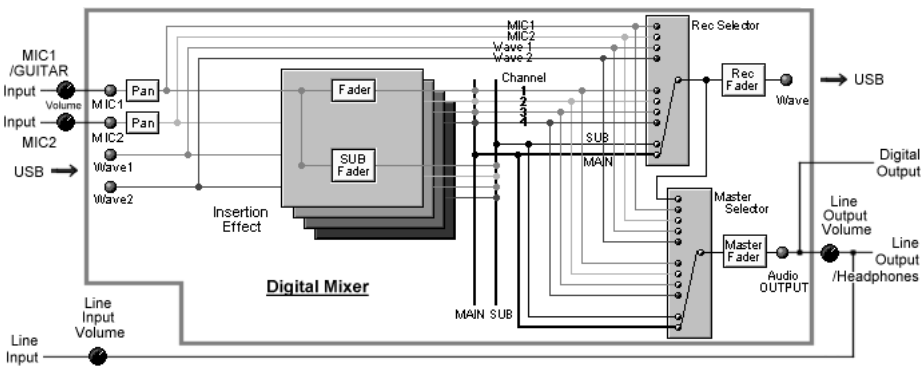 MIC1
/GUITAR
Input
Volume
MIC1
Pan
Input
MIC2
MIC2
Pan
USB
Wave1
Wave2
Insertion
Effect
Fader
SUB
Fader
Digital Mixer
MAIN SUB
MIC1
MIC2
Wave 1
Wave 2
Channel
1
2
3
4
SUB
MAIN
Rec Selector
Rec
Fader
Wave
USB
Master
Selector
Master
Fader
Audio
OUTPUT
Digital
Output
Line
Output
Volume
Line
Output
/Headphones
Line
Input
Volume
Line
Input